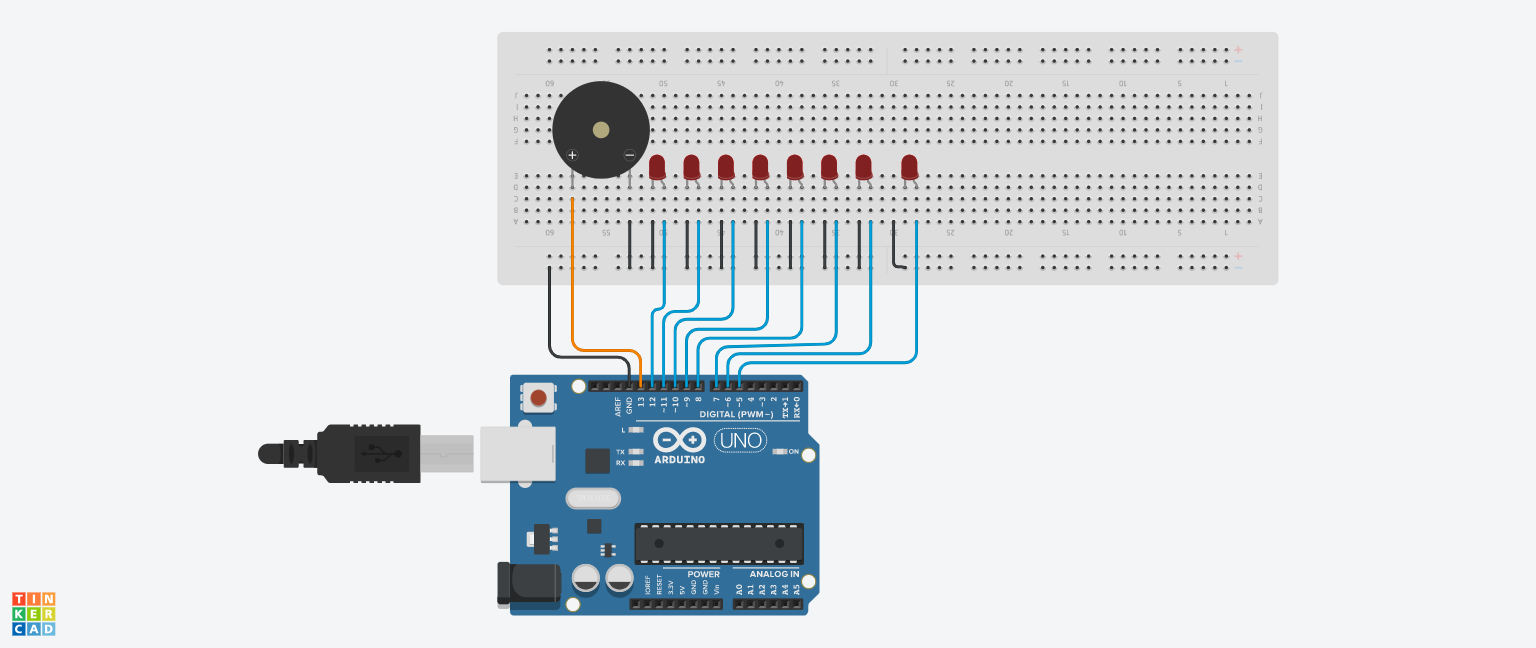 +
−
60 50 45 40 35 30 25 20 15 10 5 1
J J
I I
H H
G G
F F
+ −
E E
D D
C C
B B
A A
60 55 50 45 40 35 30 25 20 15 10 5 1
+
−
AREF GND 13 12 ~11 ~10 ~9 8 7 ~6 ~5 4 ~3 2 TX→1 RX←0
DIGITAL (PWM~)
L
TX
RX
UNO
ARDUINO
ON
POWER ANALOG IN
IOREF RESET 3.3V 5V GND GND Vin A0 A1 A2 A3 A4 A5
TIN
KER
CAD